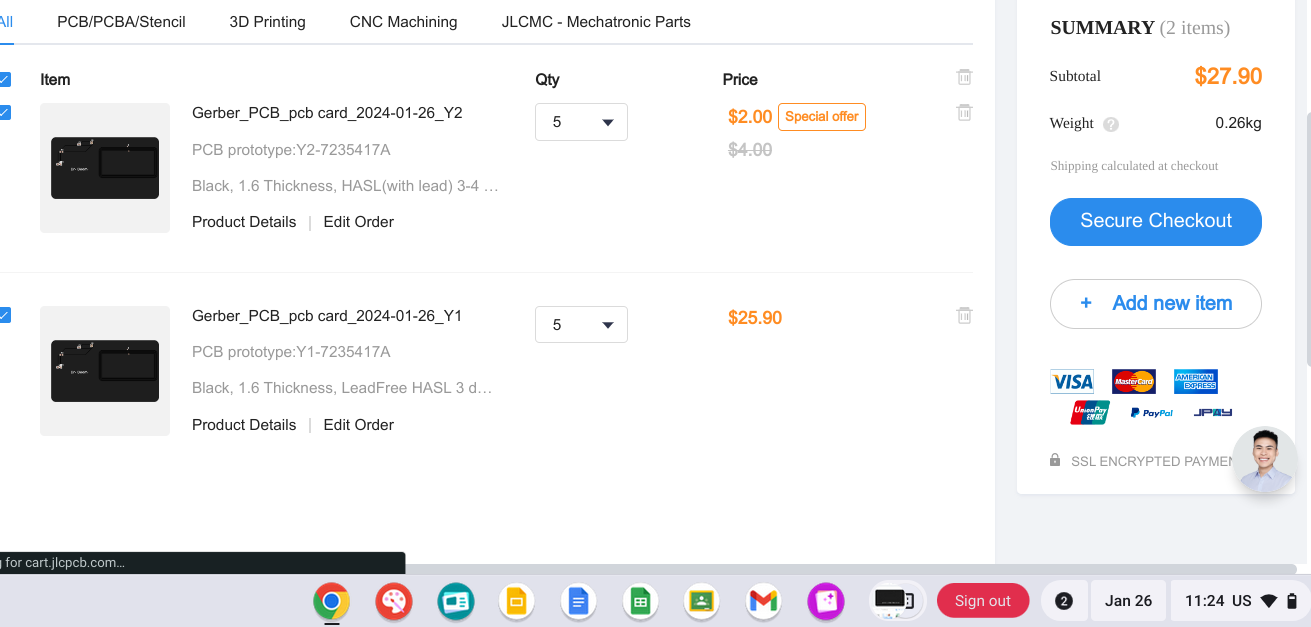 All
PCB/PCBA/Stencil
3D Printing
CNC Machining
JLCMC - Mechatronic Parts
Item
Qty
Price
Gerber_PCB_pcb card_2024-01-26_Y2
PCB prototype:Y2-7235417A
Black, 1.6 Thickness, HASL(with lead) 3-4 …
Product Details | Edit Order
5
$2.00
Special offer
$4.00
Gerber_PCB_pcb card_2024-01-26_Y1
PCB prototype:Y1-7235417A
Black, 1.6 Thickness, LeadFree HASL 3 d…
Product Details | Edit Order
5
$25.90
SUMMARY (2 items)
Subtotal $27.90
Weight ? 0.26kg
Shipping calculated at checkout
Secure Checkout
+ Add new item
VISA
MasterCard
AMERICAN EXPRESS
UnionPay
银联
PayPal
SSL ENCRYPTED PAYMEN
for cart.jlcpcb.com…
Sign out
2
Jan 26
11:24 US